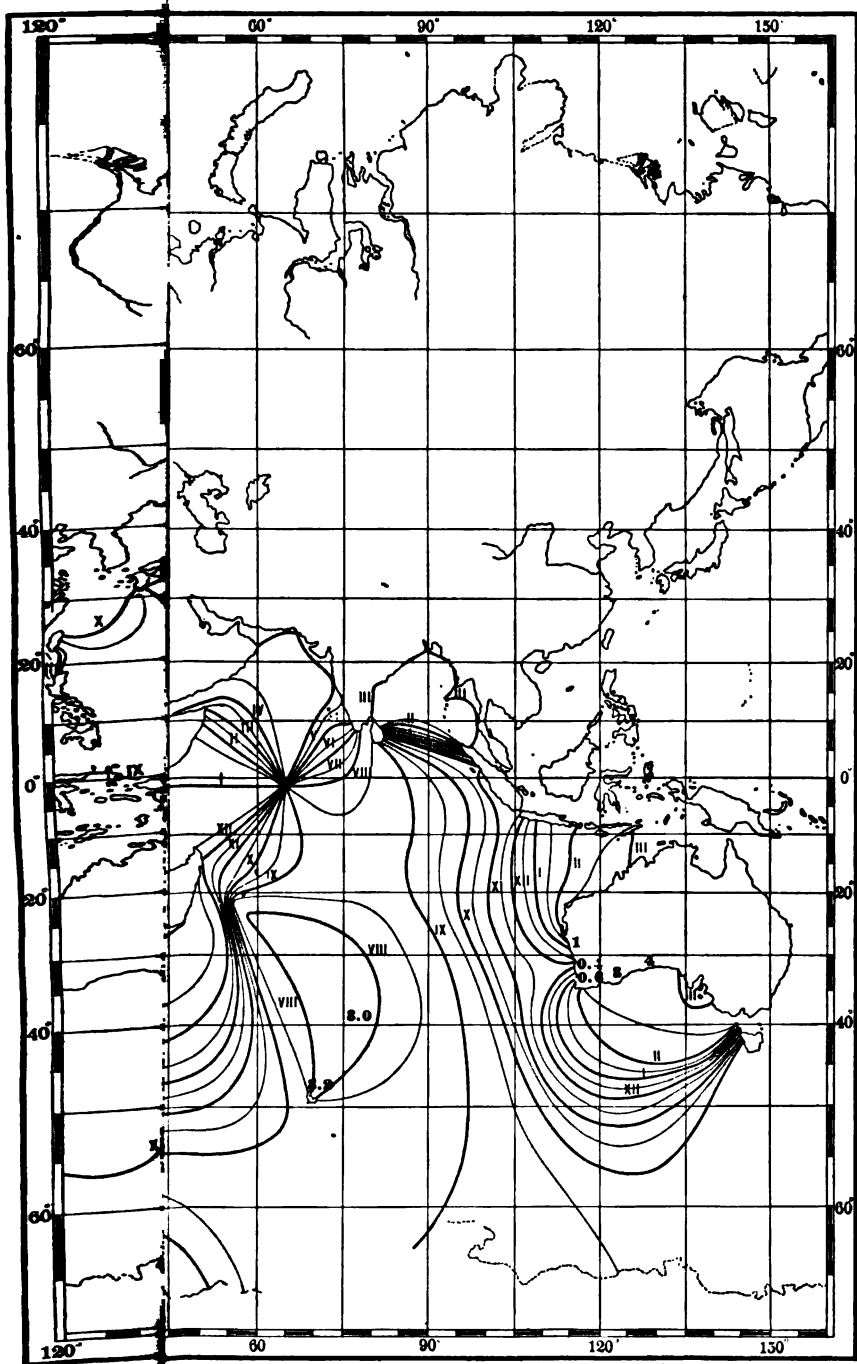 120° 60° 90° 120° 150°
60° 60°
40° 40°
X
20° 20°
III III II
IV
III
II V VI
VII VIII
IX
0° I 0°
XII
XI III
X IX II
I
XII
XI
X
20° IX 20°
VIII 1
4
VIII II
8.0
40° 40°
II
I
XII
X
60° 60°
120° 60° 90° 120° 150°